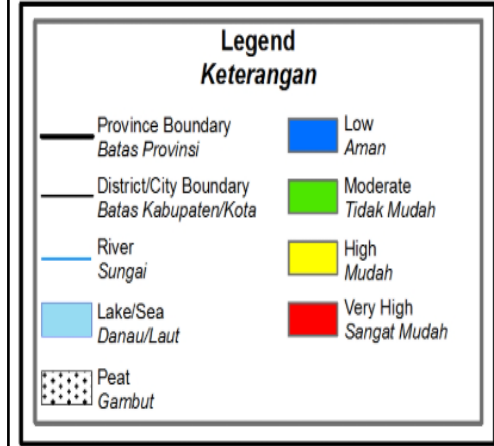 Legend
Keterangan
Province Boundary
Batas Provinsi
District/City Boundary
Batas Kabupaten/Kota
River
Sungai
Lake/Sea
Danau/Laut
Peat
Gambut
Low
Aman
Moderate
Tidak Mudah
High
Mudah
Very High
Sangat Mudah